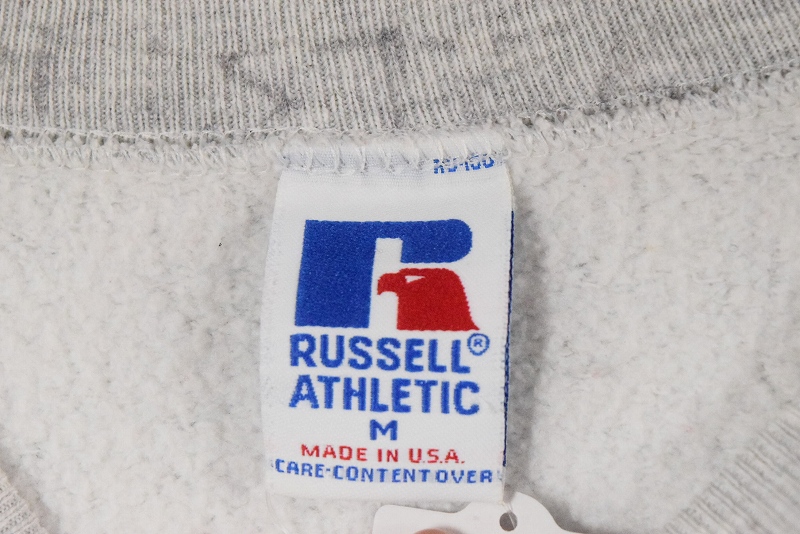 RUSSELL®
ATHLETIC
M
MADE IN U.S.A.
CARE-CONTENT OVER